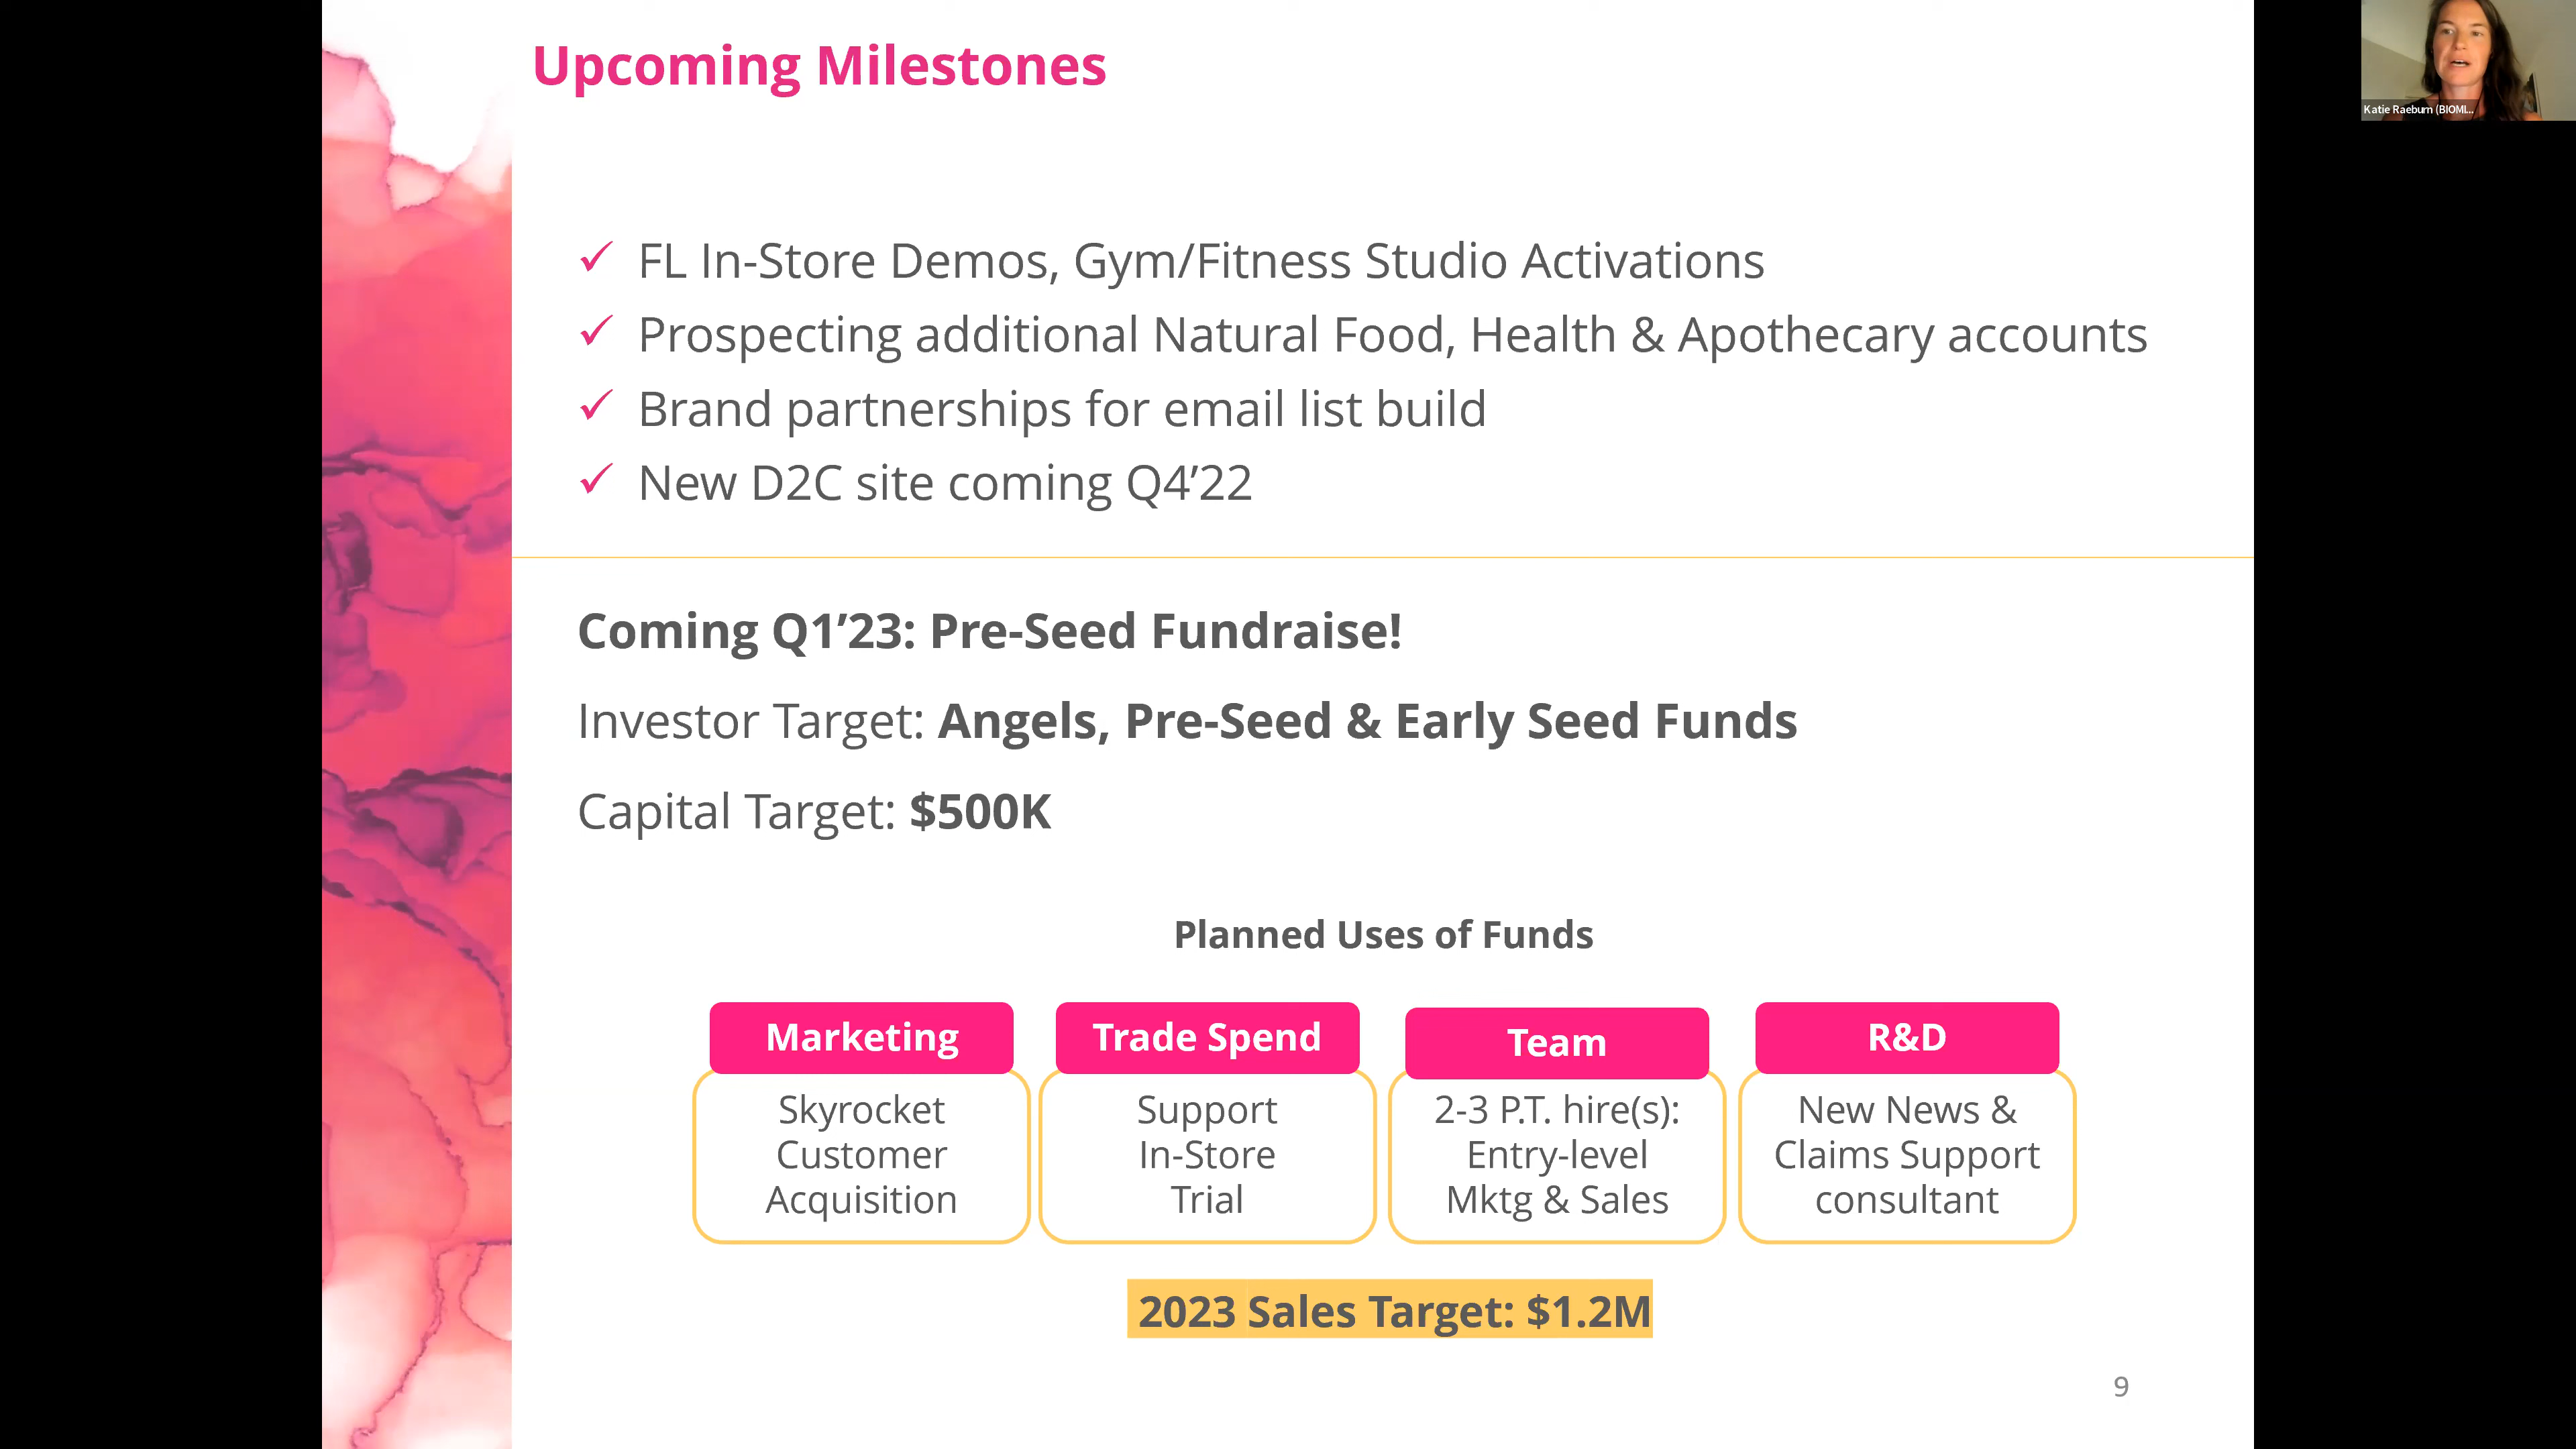 Upcoming Milestones
Katie Raeburn (BIOMI...
✓ FL In-Store Demos, Gym/Fitness Studio Activations
✓ Prospecting additional Natural Food, Health & Apothecary accounts
✓ Brand partnerships for email list build
✓ New D2C site coming Q4’22
Coming Q1’23: Pre-Seed Fundraise!
Investor Target: Angels, Pre-Seed & Early Seed Funds
Capital Target: $500K
Planned Uses of Funds
Marketing
Skyrocket
Customer
Acquisition
Trade Spend
Support
In-Store
Trial
Team
2-3 P.T. hire(s):
Entry-level
Mktg & Sales
R&D
New News &
Claims Support
consultant
2023 Sales Target: $1.2M
9